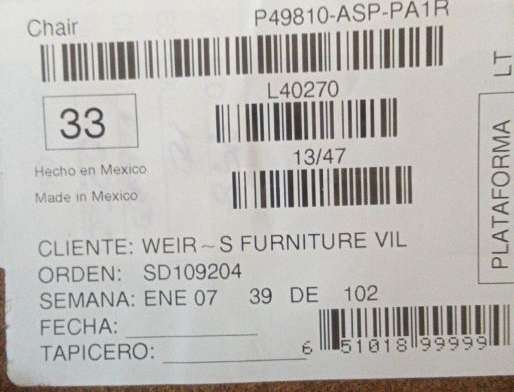 Chair P49810-ASP-PA1R
L40270
33
13/47
Hecho en Mexico
Made in Mexico
LT
PLATAFORMA
CLIENTE: WEIR~S FURNITURE VIL
ORDEN: SD109204
SEMANA: ENE 07 39 DE 102
FECHA:
TAPICERO:
6 51018 99999